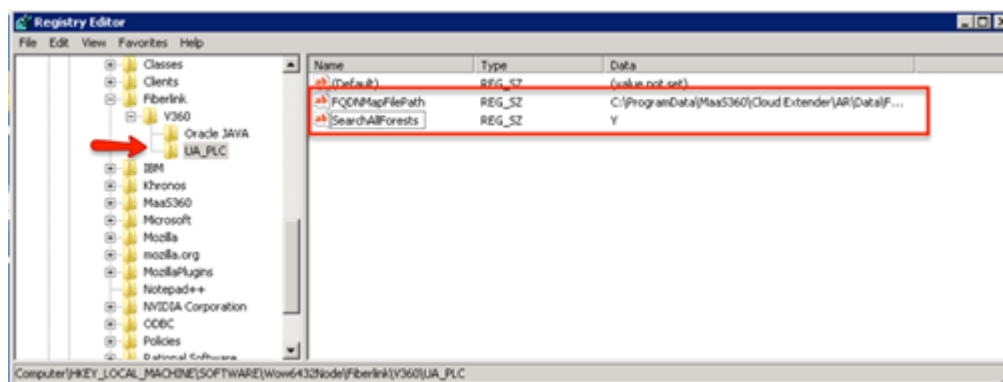 Registry Editor
File Edit View Favorites Help
Classes
Clients
Fiberlink
V360
Oracle JAVA
UA_PLC
IBM
Khronos
MaaS360
Microsoft
Mozilla
mozilla.org
MozillaPlugins
Notepad++
NVIDIA Corporation
ODBC
Policies
Rational Software
Name Type Data
(Default) REG_SZ (value not set)
FQDNMapFilePath REG_SZ C:\ProgramData\MaaS360\Cloud Extender\AR\Data\F...
SearchAllForests REG_SZ Y
Computer\HKEY_LOCAL_MACHINE\SOFTWARE\Wow6432Node\Fiberlink\V360\UA_PLC